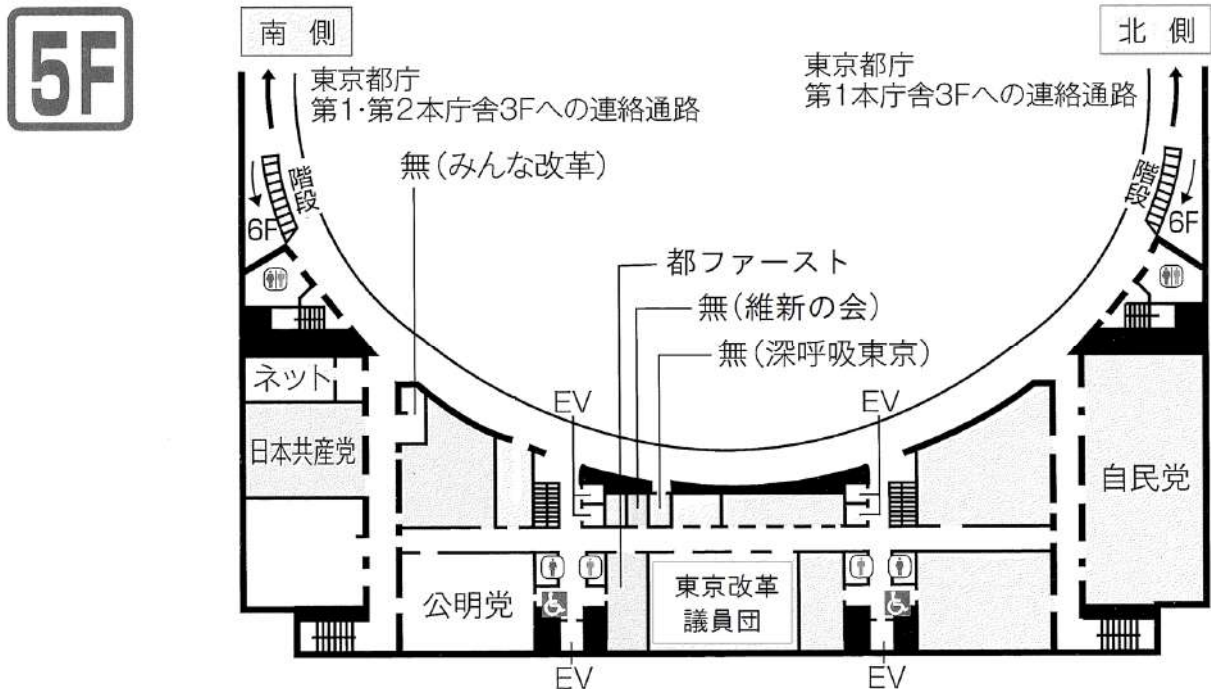 5F
南側
北側
東京都庁
第1・第2本庁舎3Fへの連絡通路
東京都庁
第1本庁舎3Fへの連絡通路
無(みんな改革)
階段
階段
6F
6F
都ファースト
無(維新の会)
無(深呼吸東京)
ネット
EV
EV
日本共産党
自民党
公明党
東京改革
議員団
EV
EV